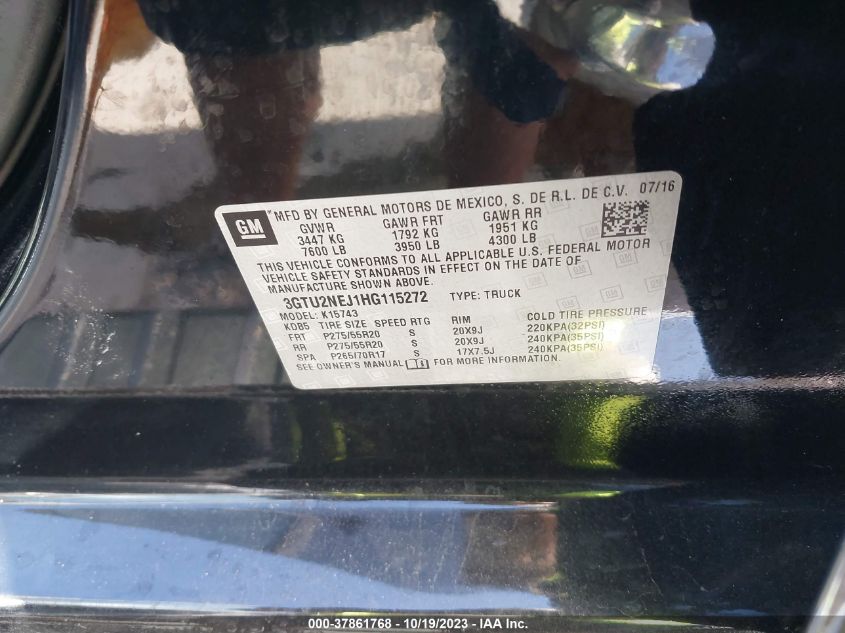 GM MFD BY GENERAL MOTORS DE MEXICO, S. DE R.L. DE C.V. 07/16
GVWR GAWR FRT GAWR RR
3447 KG 1792 KG 1951 KG
7600 LB 3950 LB 4300 LB
THIS VEHICLE CONFORMS TO ALL APPLICABLE U.S. FEDERAL MOTOR
VEHICLE SAFETY STANDARDS IN EFFECT ON THE DATE OF
MANUFACTURE SHOWN ABOVE.
3GTU2NEJ1HG115272 TYPE: TRUCK
MODEL: K15743
KDB5 TIRE SIZE SPEED RTG RIM COLD TIRE PRESSURE
FRT P275/55R20 S 20X9J 220KPA(32PSI)
RR P275/55R20 S 20X9J 240KPA(35PSI)
SPA P265/70R17 S 17X7.5J 240KPA(35PSI)
SEE OWNER'S MANUAL FOR MORE INFORMATION.
000-37861768 - 10/19/2023 - IAA Inc.